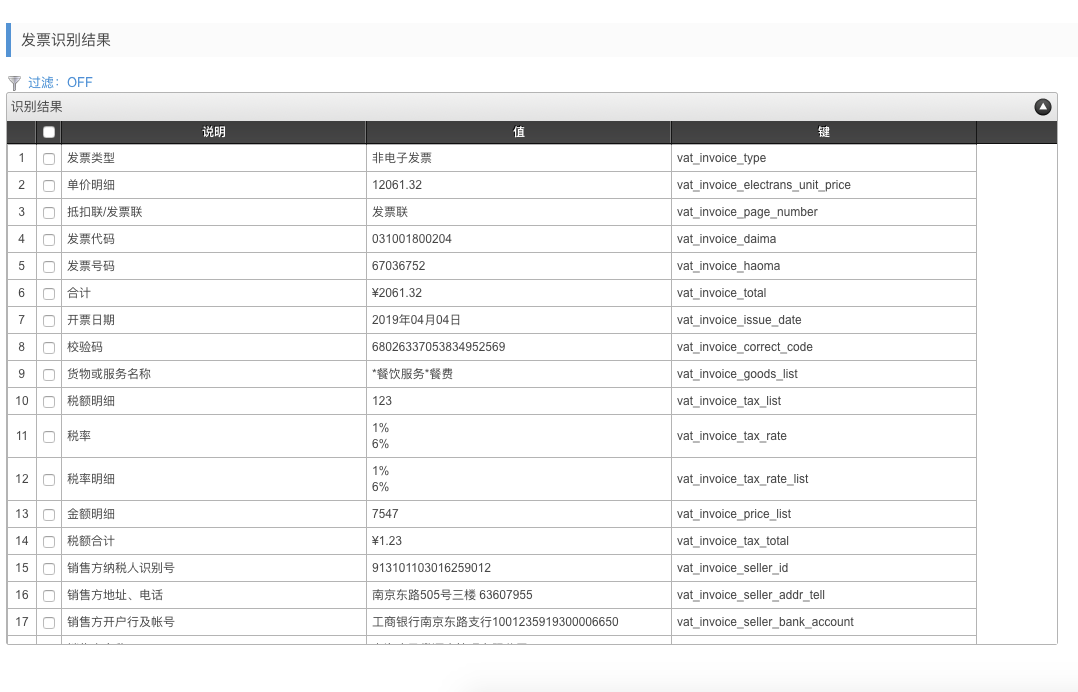 发票识别结果
过滤：OFF
识别结果
说明 值 键
1 发票类型 非电子发票 vat_invoice_type
2 单价明细 12061.32 vat_invoice_electrans_unit_price
3 抵扣联/发票联 发票联 vat_invoice_page_number
4 发票代码 031001800204 vat_invoice_daima
5 发票号码 67036752 vat_invoice_haoma
6 合计 ¥2061.32 vat_invoice_total
7 开票日期 2019年04月04日 vat_invoice_issue_date
8 校验码 68026337053834952569 vat_invoice_correct_code
9 货物或服务名称 *餐饮服务*餐费 vat_invoice_goods_list
10 税额明细 123 vat_invoice_tax_list
11 税率 1% vat_invoice_tax_rate
6%
12 税率明细 1% vat_invoice_tax_rate_list
6%
13 金额明细 7547 vat_invoice_price_list
14 税额合计 ¥1.23 vat_invoice_tax_total
15 销售方纳税人识别号 913101103016259012 vat_invoice_seller_id
16 销售方地址、电话 南京东路505号三楼 63607955 vat_invoice_seller_addr_tell
17 销售方开户行及帐号 工商银行南京东路支行1001235919300006650 vat_invoice_seller_bank_account